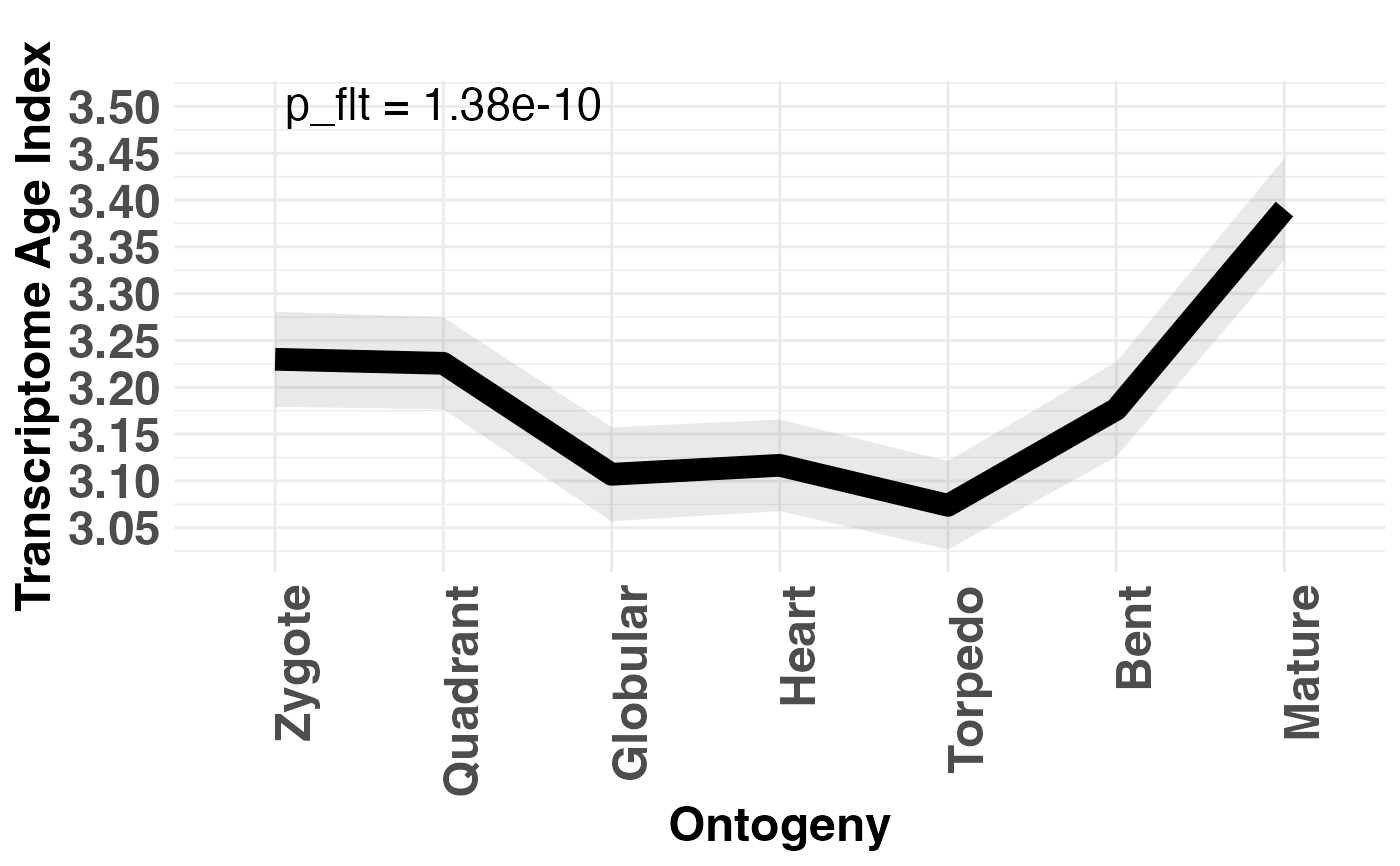 Transcriptome Age Index
3.50
3.45
3.40
3.35
3.30
3.25
3.20
3.15
3.10
3.05
p_flt = 1.38e-10
Zygote
Quadrant
Globular
Heart
Torpedo
Bent
Mature
Ontogeny